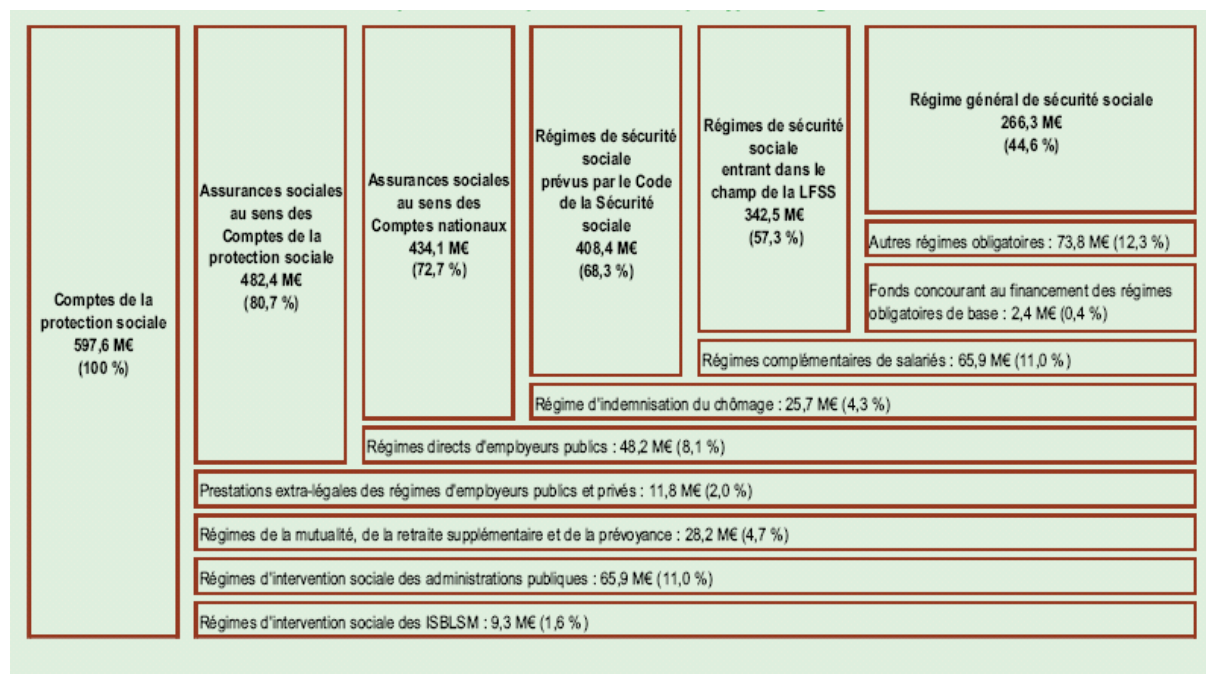 Comptes de la
protection sociale
597,6 M€
(100 %)
Assurances sociales
au sens des
Comptes de la
protection sociale
482,4 M€
(80,7 %)
Assurances sociales
au sens des
Comptes nationaux
434,1 M€
(72,7 %)
Régimes de sécurité
sociale
prévus par le Code
de la Sécurité
sociale
408,4 M€
(68,3 %)
Régimes de sécurité
sociale
entrant dans le
champ de la LFSS
342,5 M€
(57,3 %)
Régime général de sécurité sociale
266,3 M€
(44,6 %)
Autres régimes obligatoires : 73,8 M€ (12,3 %)
Fonds concourant au financement des régimes
obligatoires de base : 2,4 M€ (0,4 %)
Régimes complémentaires de salariés : 65,9 M€ (11,0 %)
Régime d'indemnisation du chômage : 25,7 M€ (4,3 %)
Régimes directs d'employeurs publics : 48,2 M€ (8,1 %)
Prestations extra-légales des régimes d'employeurs publics et privés : 11,8 M€ (2,0 %)
Régimes de la mutualité, de la retraite supplémentaire et de la prévoyance : 28,2 M€ (4,7 %)
Régimes d'intervention sociale des administrations publiques : 65,9 M€ (11,0 %)
Régimes d'intervention sociale des ISBLSM : 9,3 M€ (1,6 %)